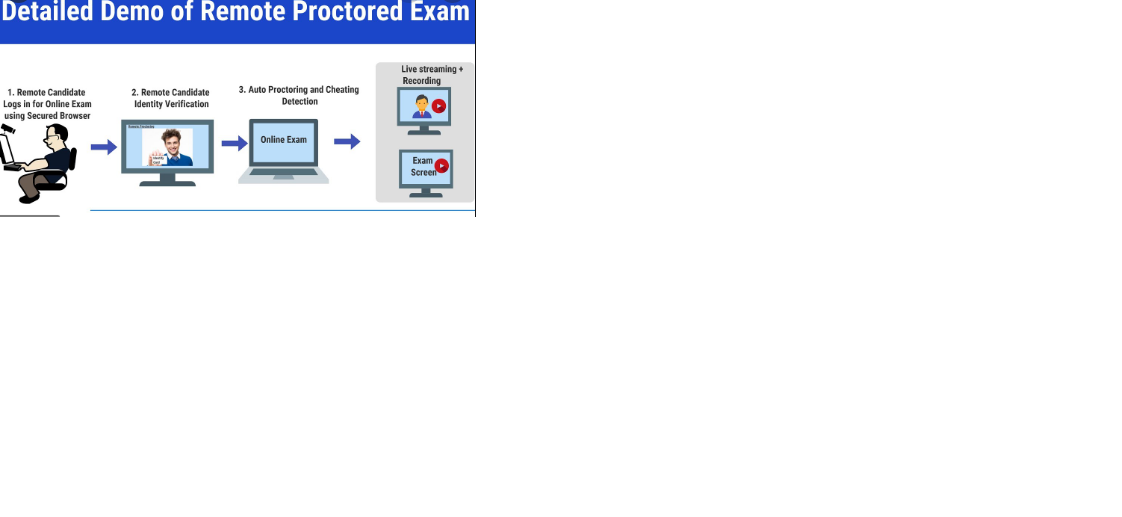 Detailed Demo of Remote Proctored Exam
1. Remote Candidate
Logs in for Online Exam
using Secured Browser
2. Remote Candidate
Identity Verification
3. Auto Proctoring and Cheating
Detection
Online Exam
Live streaming +
Recording
Exam
Screen